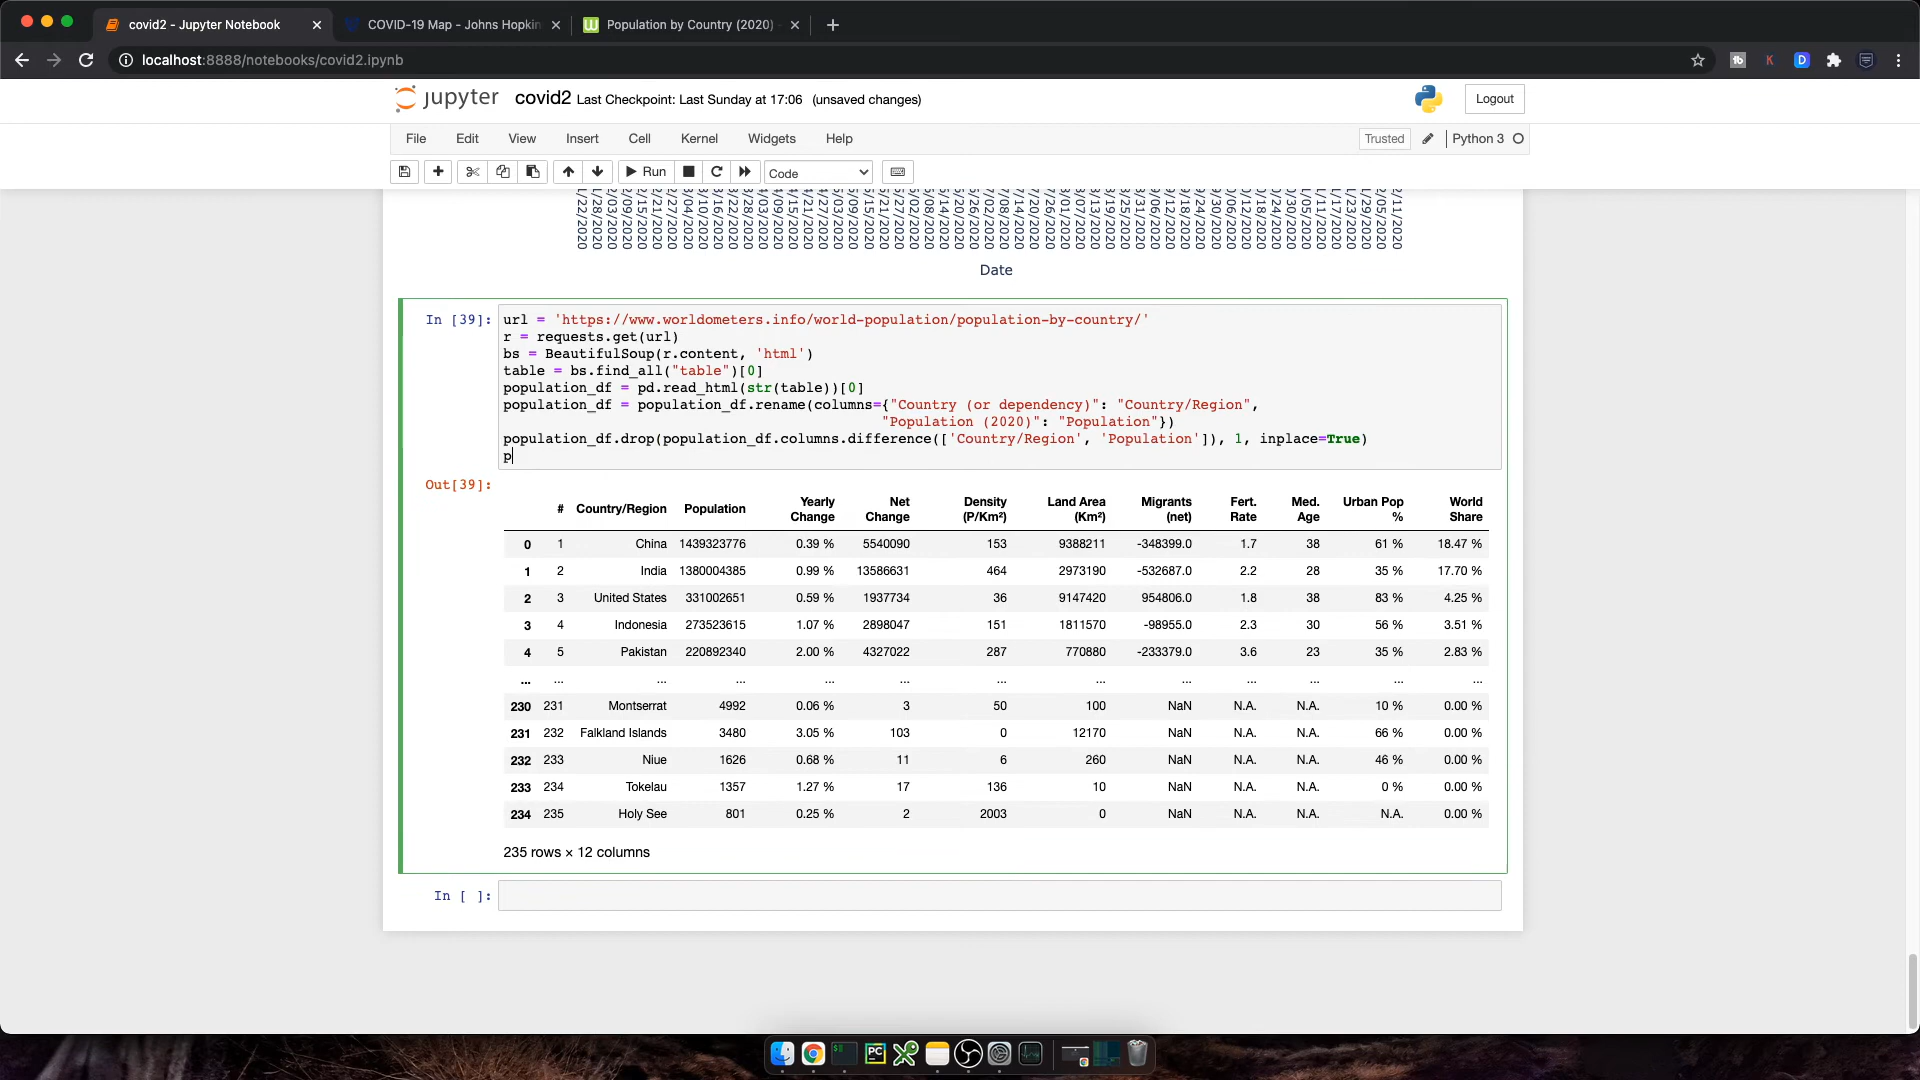 covid2 - Jupyter Notebook
COVID-19 Map - Johns Hopkin
Population by Country (2020)
localhost:8888/notebooks/covid2.ipynb
jupyter covid2 Last Checkpoint: Last Sunday at 17:06 (unsaved changes)
Logout
File Edit View Insert Cell Kernel Widgets Help
Trusted Python 3
Run Code
Date
In [39]:
url = 'https://www.worldometers.info/world-population/population-by-country/'
r = requests.get(url)
bs = BeautifulSoup(r.content, 'html')
table = bs.find_all("table")[0]
population_df = pd.read_html(str(table))[0]
population_df = population_df.rename(columns={"Country (or dependency)": "Country/Region",
"Population (2020)": "Population"})
population_df.drop(population_df.columns.difference(['Country/Region', 'Population']), 1, inplace=True)
p
Out[39]:
# Country/Region Population Yearly Change Net Change Density (P/Km²) Land Area (Km²) Migrants (net) Fert. Rate Med. Age Urban Pop % World Share
0 1 China 1439323776 0.39 % 5540090 153 9388211 -348399.0 1.7 38 61 % 18.47 %
1 2 India 1380004385 0.99 % 13586631 464 2973190 -532687.0 2.2 28 35 % 17.70 %
2 3 United States 331002651 0.59 % 1937734 36 9147420 954806.0 1.8 38 83 % 4.25 %
3 4 Indonesia 273523615 1.07 % 2898047 151 1811570 -98955.0 2.3 30 56 % 3.51 %
4 5 Pakistan 220892340 2.00 % 4327022 287 770880 -233379.0 3.6 23 35 % 2.83 %
... ... ... ... ... ... ... ... ... ... ... ... ...
230 231 Montserrat 4992 0.06 % 3 50 100 NaN N.A. N.A. 10 % 0.00 %
231 232 Falkland Islands 3480 3.05 % 103 0 12170 NaN N.A. N.A. 66 % 0.00 %
232 233 Niue 1626 0.68 % 11 6 260 NaN N.A. N.A. 46 % 0.00 %
233 234 Tokelau 1357 1.27 % 17 136 10 NaN N.A. N.A. 0 % 0.00 %
234 235 Holy See 801 0.25 % 2 2003 0 NaN N.A. N.A. N.A. 0.00 %
235 rows × 12 columns
In [ ]: